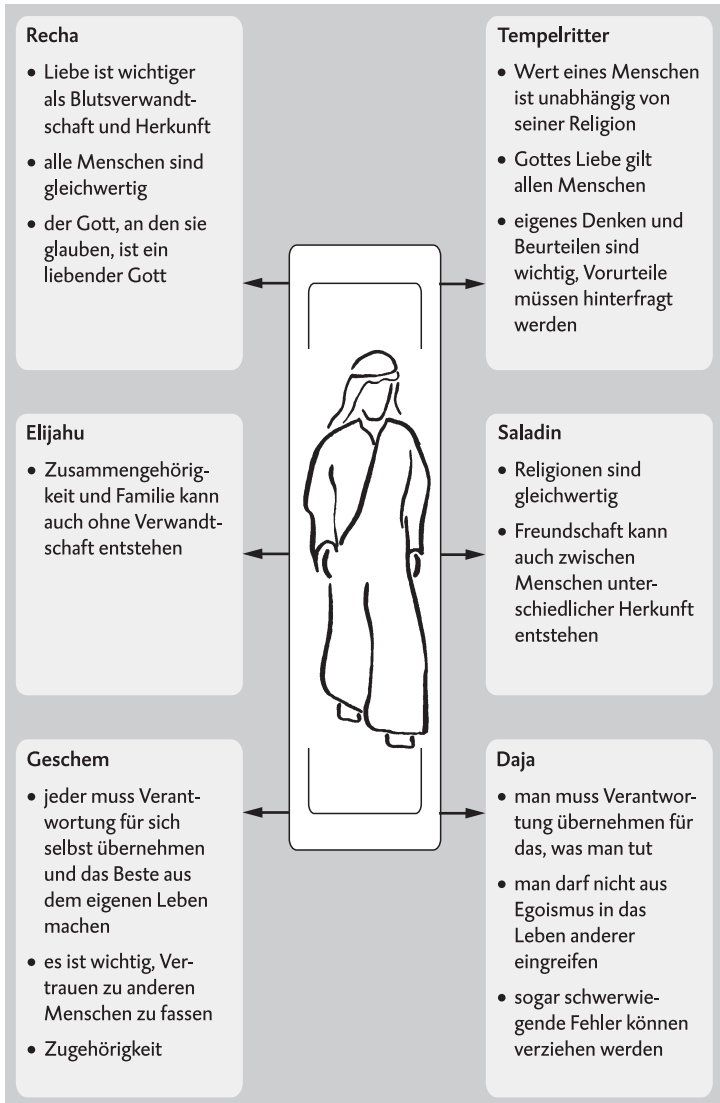 Recha
• Liebe ist wichtiger
als Blutsverwandt-
schaft und Herkunft
• alle Menschen sind
gleichwertig
• der Gott, an den sie
glauben, ist ein
liebender Gott
Tempelritter
• Wert eines Menschen
ist unabhängig von
seiner Religion
• Gottes Liebe gilt
allen Menschen
• eigenes Denken und
Beurteilen sind
wichtig, Vorurteile
müssen hinterfragt
werden
Elijahu
• Zusammengehörig-
keit und Familie kann
auch ohne Verwandt-
schaft entstehen
Saladin
• Religionen sind
gleichwertig
• Freundschaft kann
auch zwischen
Menschen unter-
schiedlicher Herkunft
entstehen
Geschem
• jeder muss Verant-
wortung für sich
selbst übernehmen
und das Beste aus
dem eigenen Leben
machen
• es ist wichtig, Ver-
trauen zu anderen
Menschen zu fassen
• Zugehörigkeit
Daja
• man muss Verantwor-
tung übernehmen für
das, was man tut
• man darf nicht aus
Egoismus in das
Leben anderer
eingreifen
• sogar schwerwie-
gende Fehler können
verziehen werden